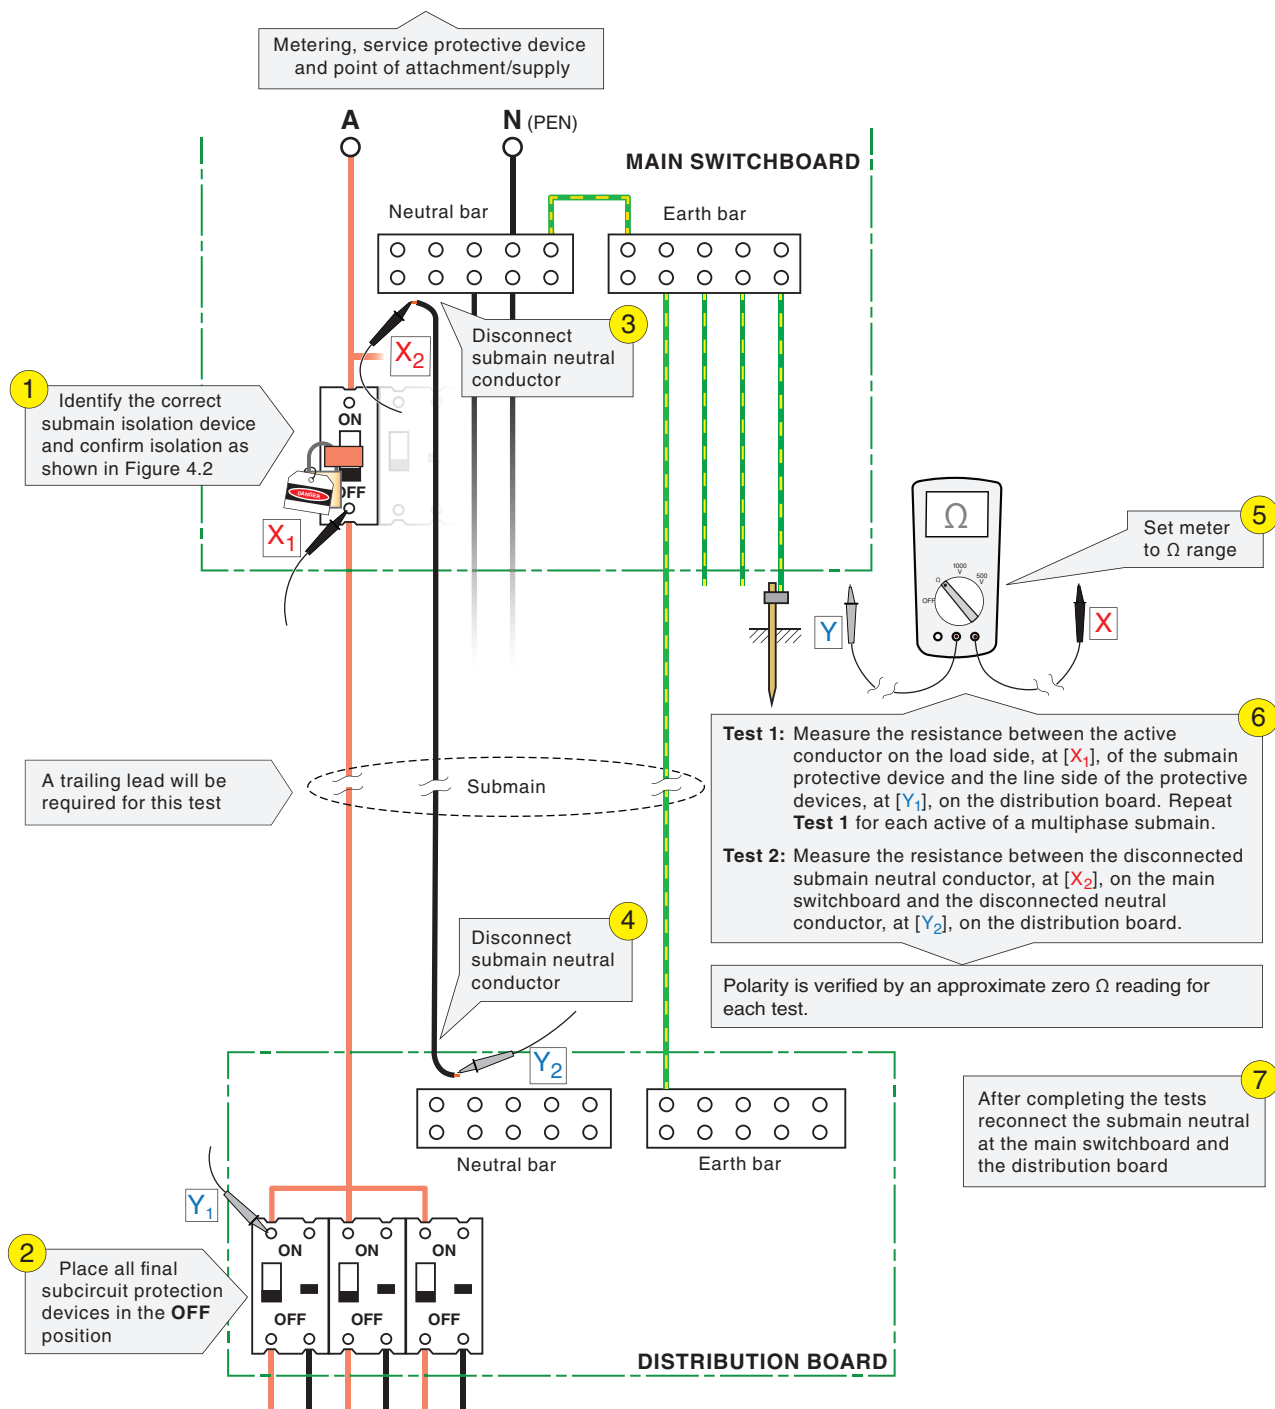 Metering, service protective device
and point of attachment/supply
A
N (PEN)
MAIN SWITCHBOARD
Neutral bar
Earth bar
3
Disconnect
submain neutral
conductor
X2
1
Identify the correct
submain isolation device
and confirm isolation as
shown in Figure 4.2
ON
OFF
DANGER
X1
Ω
1000
V
500
V
Ω
OFF
5
Set meter
to Ω range
Y
X
6
Test 1: Measure the resistance between the active
conductor on the load side, at [X1], of the submain
protective device and the line side of the protective
devices, at [Y1], on the distribution board. Repeat
Test 1 for each active of a multiphase submain.
Test 2: Measure the resistance between the disconnected
submain neutral conductor, at [X2], on the main
switchboard and the disconnected neutral
conductor, at [Y2], on the distribution board.
Polarity is verified by an approximate zero Ω reading for
each test.
A trailing lead will be
required for this test
Submain
4
Disconnect
submain neutral
conductor
Y2
Neutral bar
Earth bar
7
After completing the tests
reconnect the submain neutral
at the main switchboard and
the distribution board
Y1
2
Place all final
subcircuit protection
devices in the OFF
position
ON
ON
ON
OFF
OFF
OFF
DISTRIBUTION BOARD